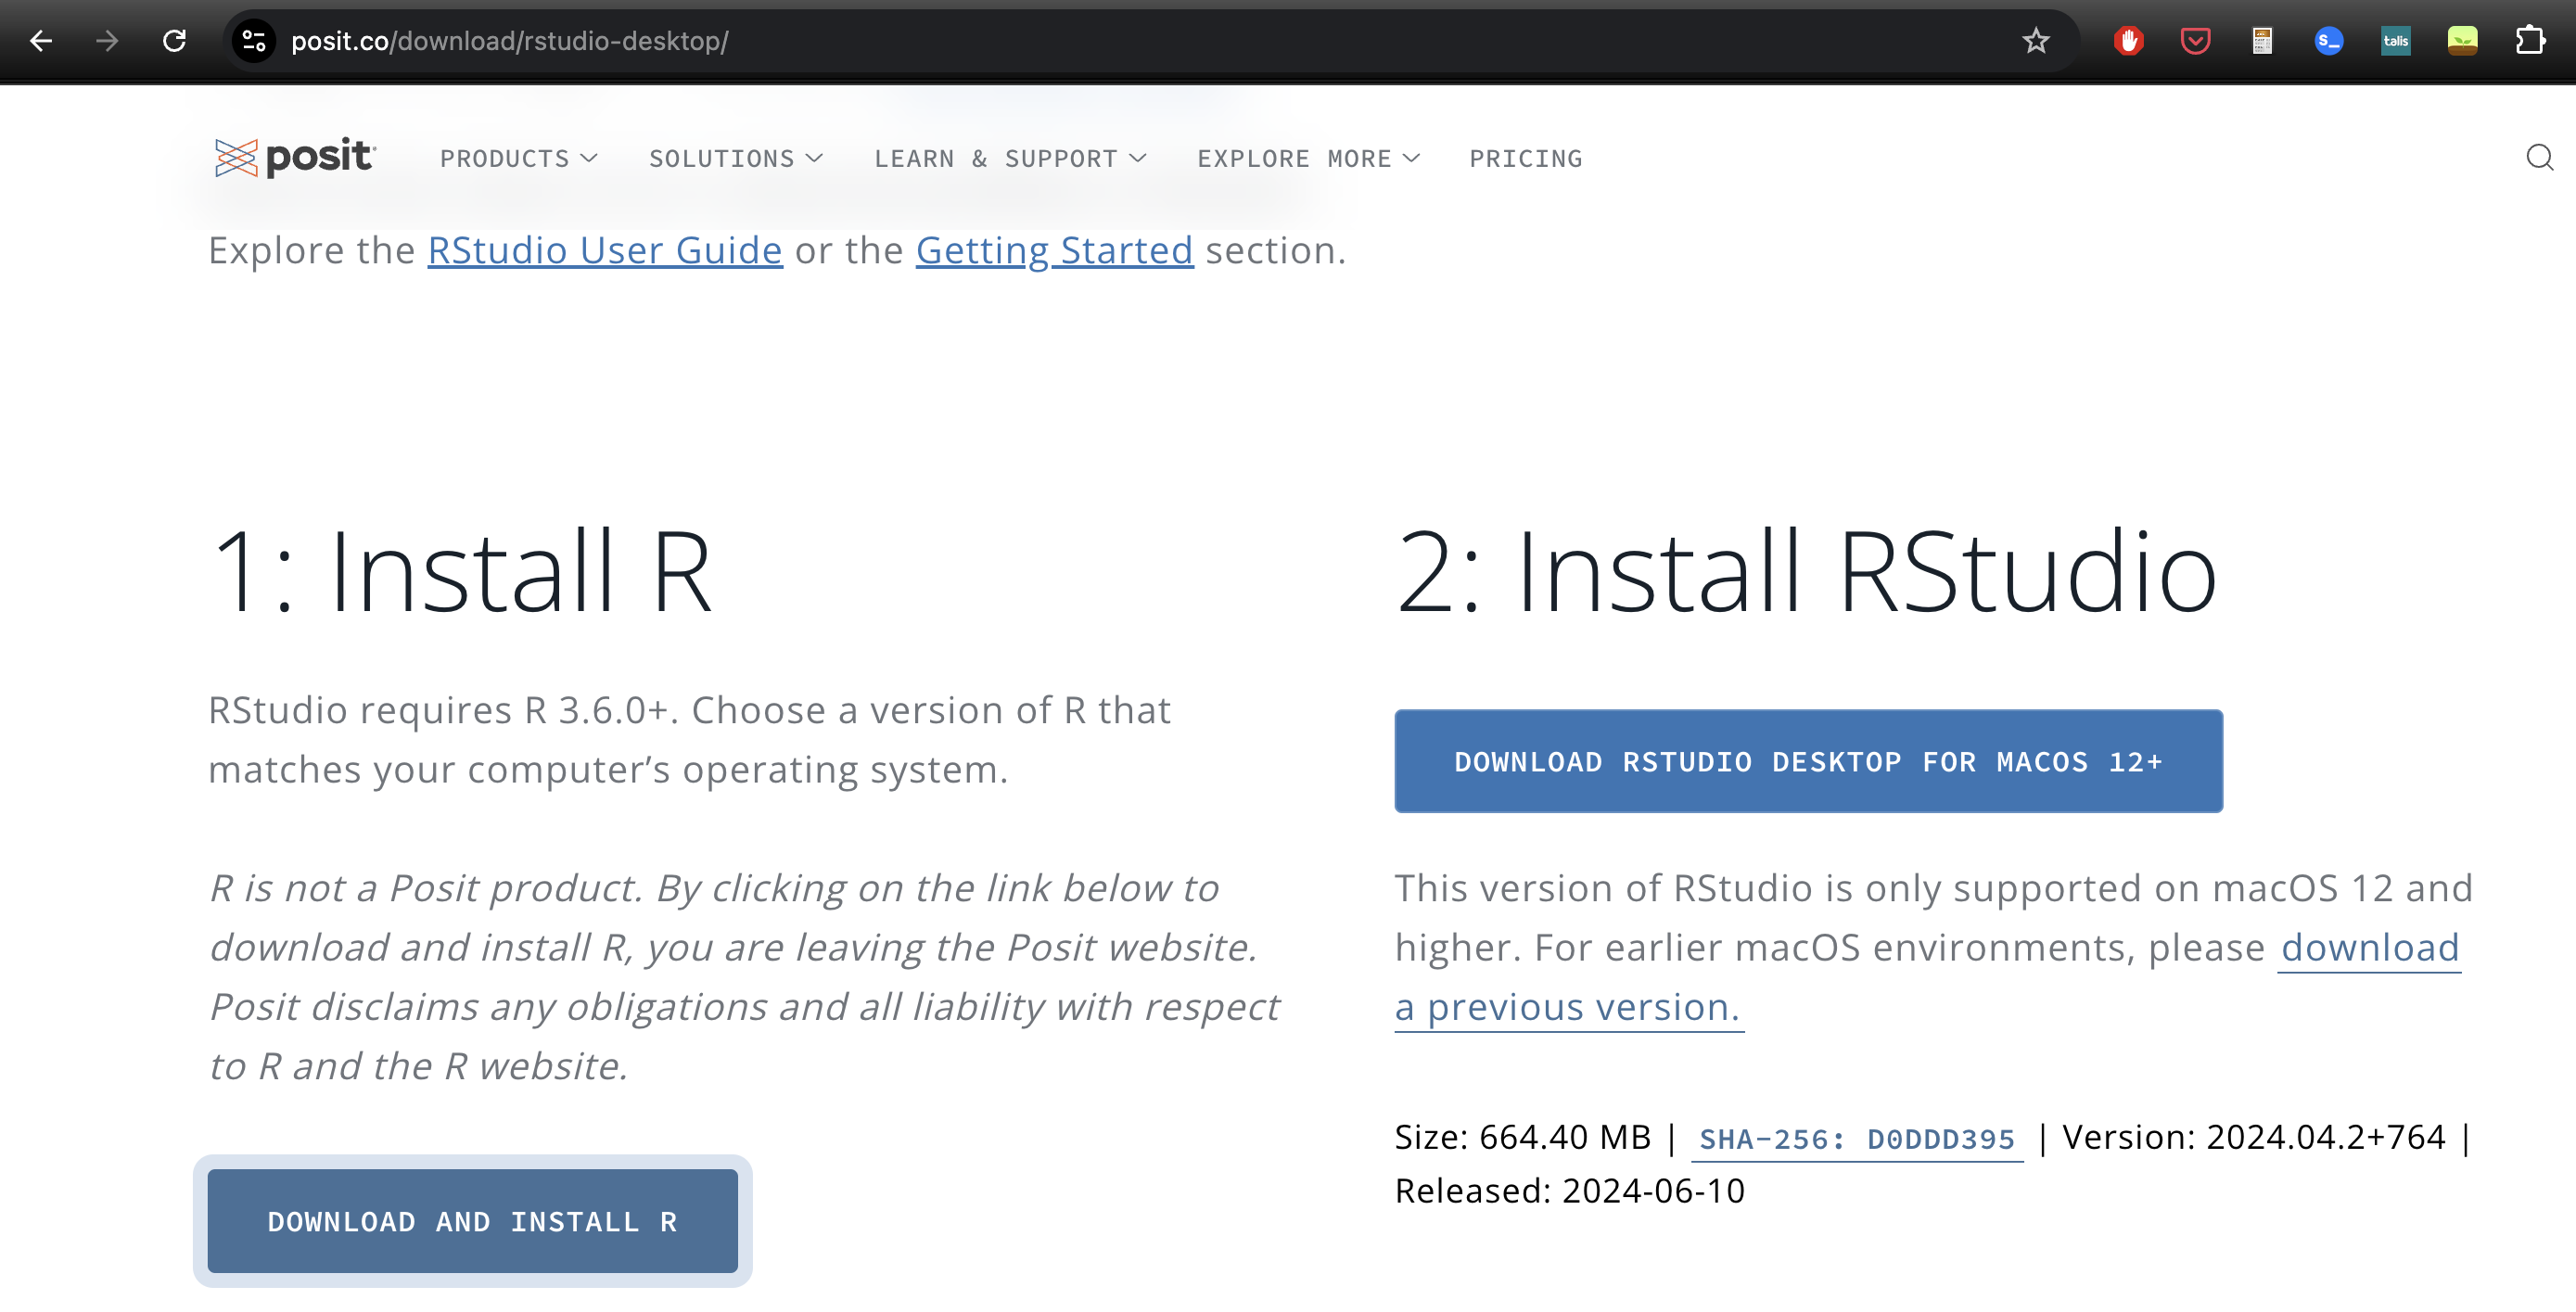 posit.co/download/rstudio-desktop/
S_
talis
posit
PRODUCTS
SOLUTIONS
LEARN & SUPPORT
EXPLORE MORE
PRICING
Explore the RStudio User Guide or the Getting Started section.
1: Install R
RStudio requires R 3.6.0+. Choose a version of R that
matches your computer’s operating system.
R is not a Posit product. By clicking on the link below to
download and install R, you are leaving the Posit website.
Posit disclaims any obligations and all liability with respect
to R and the R website.
DOWNLOAD AND INSTALL R
2: Install RStudio
DOWNLOAD RSTUDIO DESKTOP FOR MACOS 12+
This version of RStudio is only supported on macOS 12 and
higher. For earlier macOS environments, please download
a previous version.
Size: 664.40 MB | SHA-256: D0DDD395 | Version: 2024.04.2+764 |
Released: 2024-06-10